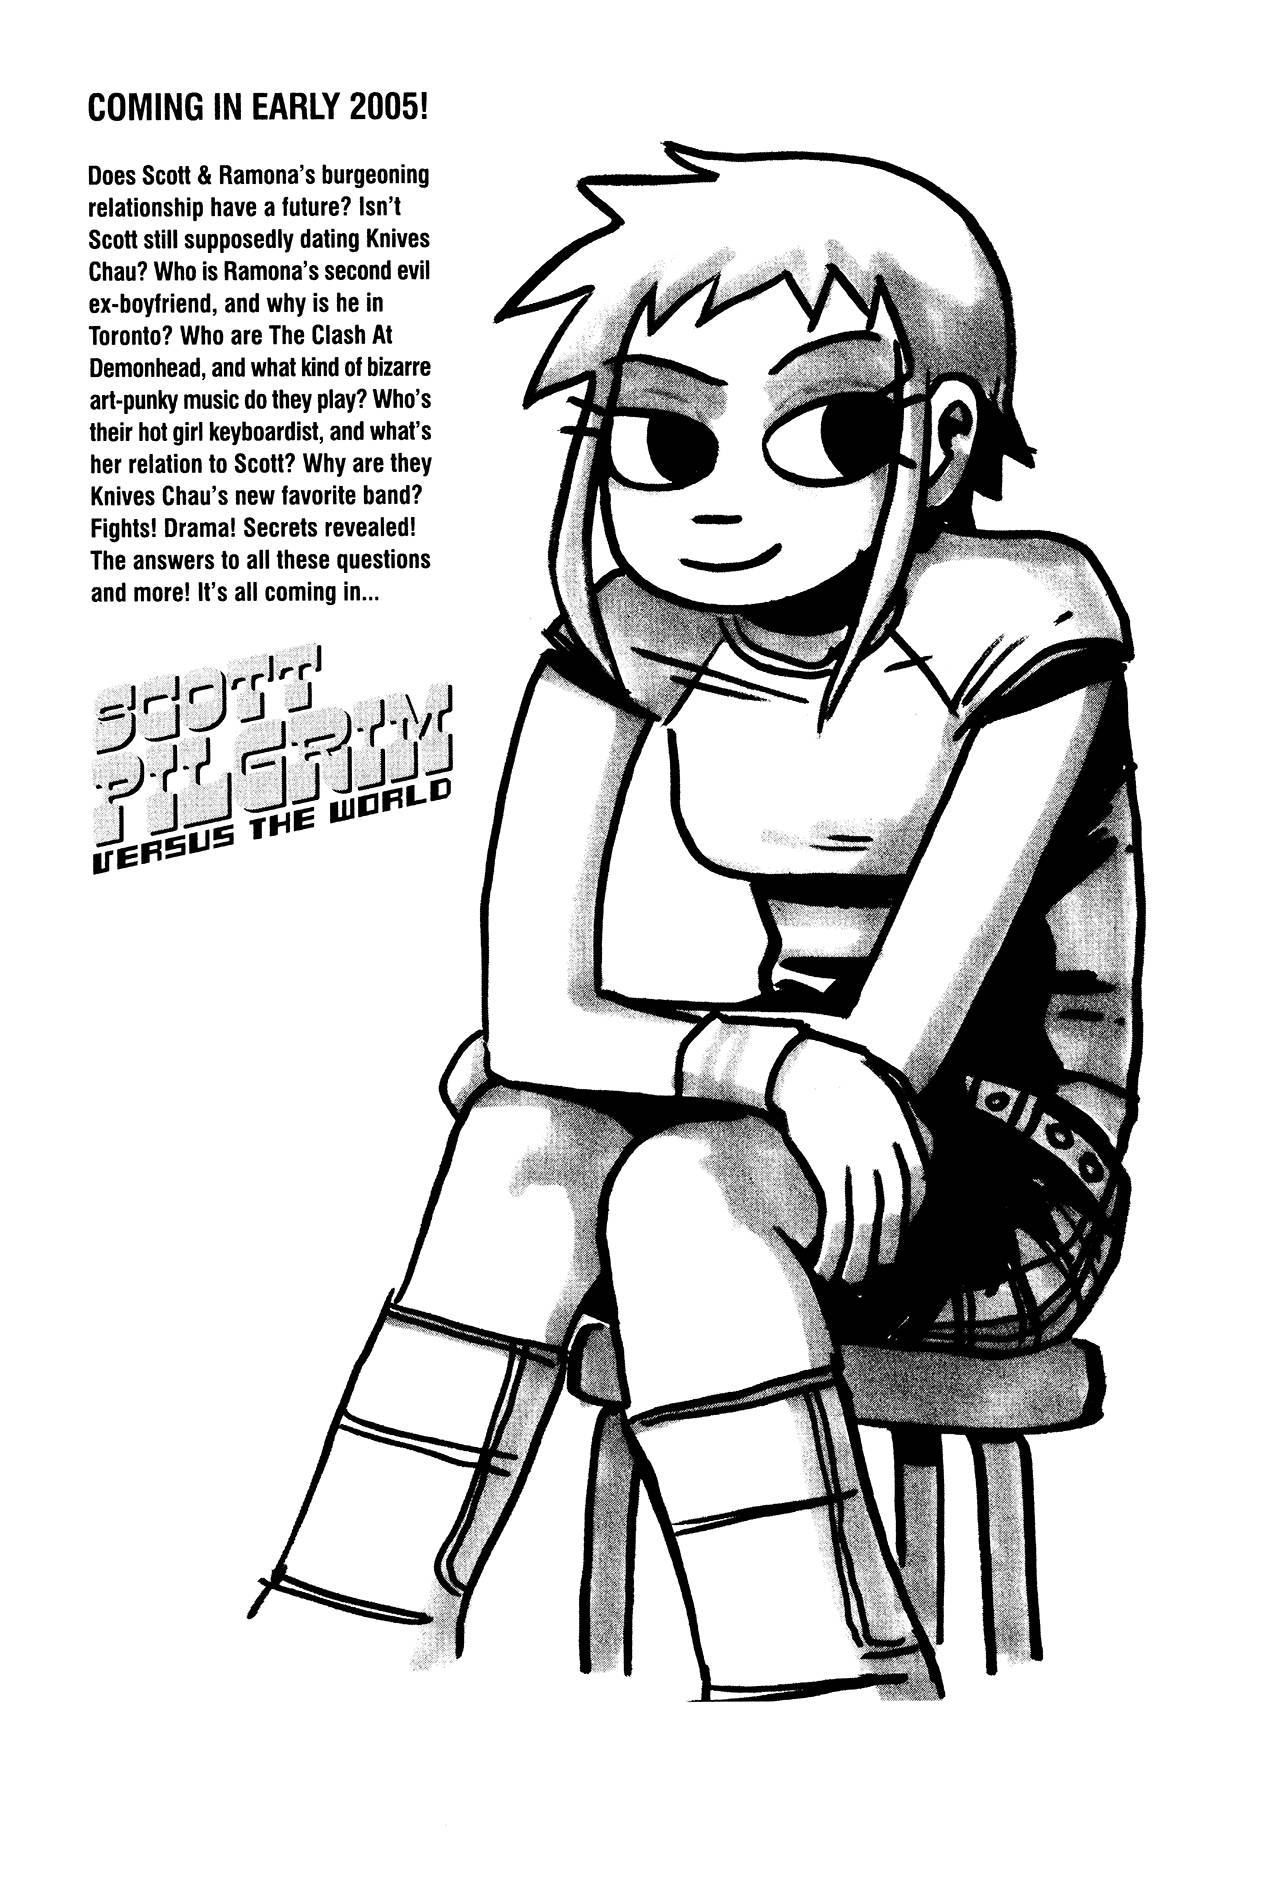 COMING IN EARLY 2005!
Does Scott & Ramona's burgeoning
relationship have a future? Isn't
Scott still supposedly dating Knives
Chau? Who is Ramona's second evil
ex-boyfriend, and why is he in
Toronto? Who are The Clash At
Demonhead, and what kind of bizarre
art-punky music do they play? Who's
their hot girl keyboardist, and what's
her relation to Scott? Why are they
Knives Chau's new favorite band?
Fights! Drama! Secrets revealed!
The answers to all these questions
and more! It's all coming in...
SCOTT
PILGRIM
VERSUS THE WORLD